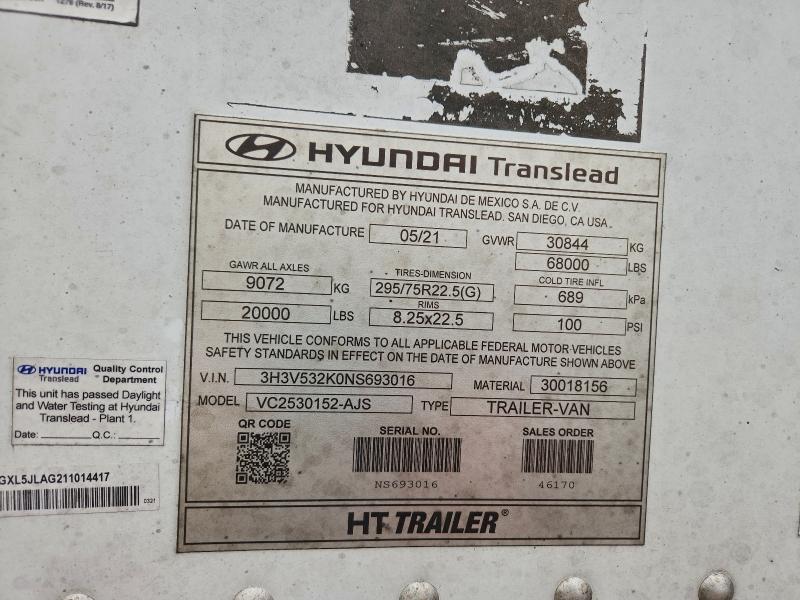 1278 (Rev. 8/17)
HYUNDAI Translead
MANUFACTURED BY HYUNDAI DE MEXICO S.A. DE C.V.
MANUFACTURED FOR HYUNDAI TRANSLEAD. SAN DIEGO, CA USA
DATE OF MANUFACTURE 05/21 GVWR 30844 KG
68000 LBS
GAWR ALL AXLES TIRES-DIMENSION COLD TIRE INFL
9072 KG 295/75R22.5(G) 689 kPa
RIMS
20000 LBS 8.25x22.5 100 PSI
THIS VEHICLE CONFORMS TO ALL APPLICABLE FEDERAL MOTOR-VEHICLES
SAFETY STANDARDS IN EFFECT ON THE DATE OF MANUFACTURE SHOWN ABOVE
V.I.N. 3H3V532K0NS693016 MATERIAL 30018156
MODEL VC2530152-AJS TYPE TRAILER-VAN
QR CODE SERIAL NO. SALES ORDER
NS693016 46170
HT TRAILER®
HYUNDAI Translead Quality Control Department
This unit has passed Daylight
and Water Testing at Hyundai
Translead - Plant 1.
Date: Q.C.:
GXL5JLAG211014417
0321